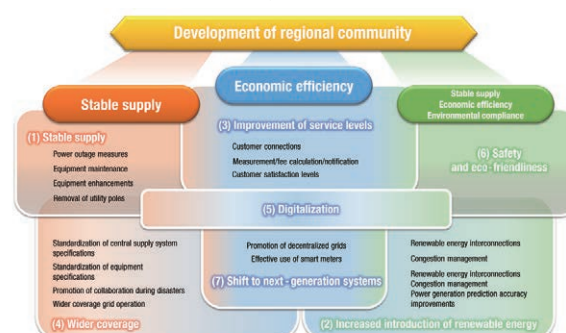 Development of regional community
Stable supply
Economic efficiency
Stable supply
Economic efficiency
Environmental compliance
(1) Stable supply
Power outage measures
Equipment maintenance
Equipment enhancements
Removal of utility poles
(3) Improvement of service levels
Customer connections
Measurement/fee calculation/notification
Customer satisfaction levels
(6) Safety
and eco-friendliness
(5) Digitalization
Standardization of central supply system
specifications
Standardization of equipment
specifications
Promotion of collaboration during disasters
Wider coverage grid operation
(4) Wider coverage
Promotion of decentralized grids
Effective use of smart meters
(7) Shift to next-generation systems
Renewable energy interconnections
Congestion management
Renewable energy interconnections
Congestion management
Power generation prediction accuracy
improvements
(2) Increased introduction of renewable energy